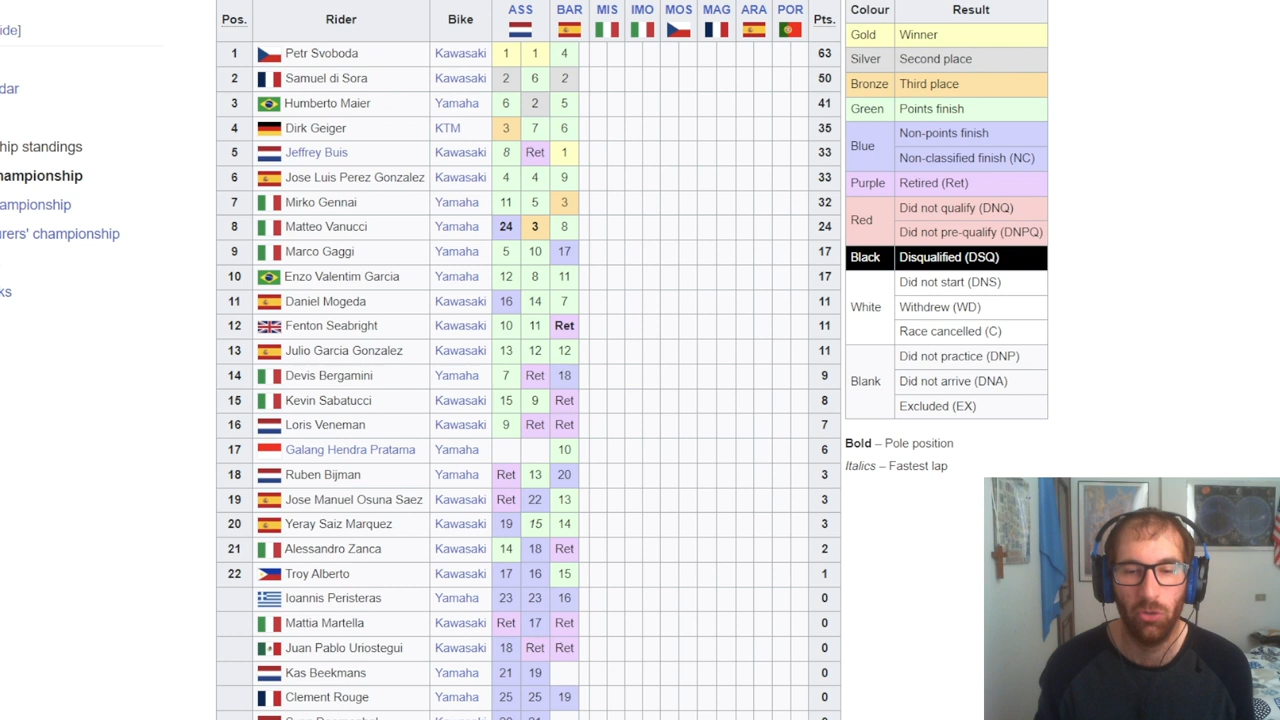 ide]
dar
hip standings
hampionship
ampionship
rers' championship
ks
Pos. Rider Bike ASS BAR MIS IMO MOS MAG ARA POR Pts.
1 Petr Svoboda Kawasaki 1 1 4 63
2 Samuel di Sora Kawasaki 2 6 2 50
3 Humberto Maier Yamaha 6 2 5 41
4 Dirk Geiger KTM 3 7 6 35
5 Jeffrey Buis Kawasaki 8 Ret 1 33
6 Jose Luis Perez Gonzalez Kawasaki 4 4 9 33
7 Mirko Gennai Yamaha 11 5 3 32
8 Matteo Vanucci Yamaha 24 3 8 24
9 Marco Gaggi Yamaha 5 10 17 17
10 Enzo Valentim Garcia Yamaha 12 8 11 17
11 Daniel Mogeda Kawasaki 16 14 7 11
12 Fenton Seabright Kawasaki 10 11 Ret 11
13 Julio Garcia Gonzalez Kawasaki 13 12 12 11
14 Devis Bergamini Yamaha 7 Ret 18 9
15 Kevin Sabatucci Kawasaki 15 9 Ret 8
16 Loris Veneman Kawasaki 9 Ret Ret 7
17 Galang Hendra Pratama Yamaha 10 6
18 Ruben Bijman Yamaha Ret 13 20 3
19 Jose Manuel Osuna Saez Kawasaki Ret 22 13 3
20 Yeray Saiz Marquez Kawasaki 19 15 14 3
21 Alessandro Zanca Kawasaki 14 18 Ret 2
22 Troy Alberto Kawasaki 17 16 15 1
Ioannis Peristeras Yamaha 23 23 16 0
Mattia Martella Kawasaki Ret 17 Ret 0
Juan Pablo Uriostegui Kawasaki 18 Ret Ret 0
Kas Beekmans Yamaha 21 19 0
Clement Rouge Yamaha 25 25 19 0
Colour Result
Gold Winner
Silver Second place
Bronze Third place
Green Points finish
Blue Non-points finish
Non-classified finish (NC)
Purple Retired (Ret)
Red Did not qualify (DNQ)
Did not pre-qualify (DNPQ)
Black Disqualified (DSQ)
White Did not start (DNS)
Withdrew (WD)
Race cancelled (C)
Blank Did not practice (DNP)
Did not arrive (DNA)
Excluded (EX)
Bold – Pole position
Italics – Fastest lap